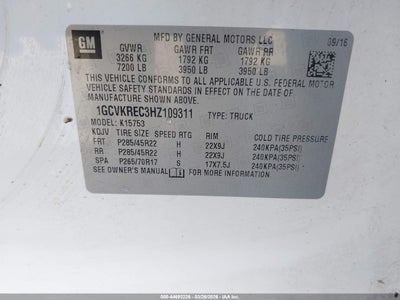 GM
MFD BY GENERAL MOTORS LLC 09/16
GVWR GAWR FRT GAWR RR
3266 KG 1792 KG 1792 KG
7200 LB 3950 LB 3950 LB
THIS VEHICLE CONFORMS TO ALL APPLICABLE U.S. FEDERAL MOTOR
VEHICLE SAFETY STANDARDS IN EFFECT ON THE DATE OF
MANUFACTURE SHOWN ABOVE.
1GCVKREC3HZ109311 TYPE: TRUCK
MODEL: K15753
KQJV TIRE SIZE SPEED RTG RIM COLD TIRE PRESSURE
FRT P285/45R22 H 22X9J 240KPA(35PSI)
RR P285/45R22 H 22X9J 240KPA(35PSI)
SPA P265/70R17 S 17X7.5J 240KPA(35PSI)
SEE OWNER'S MANUAL